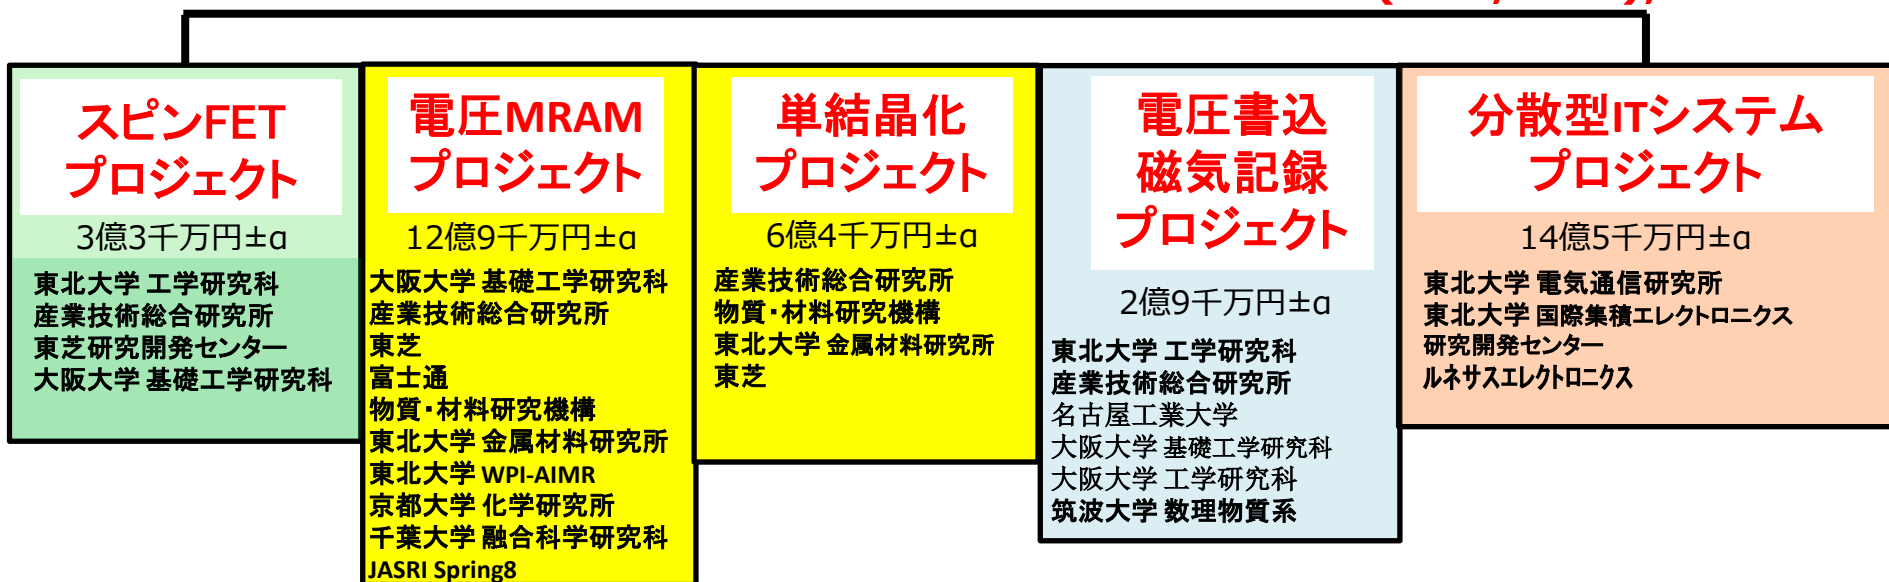 スピンFET
プロジェクト
3億3千万円±α
東北大学 工学研究科
産業技術総合研究所
東芝研究開発センター
大阪大学 基礎工学研究科
電圧MRAM
プロジェクト
12億9千万円±α
大阪大学 基礎工学研究科
産業技術総合研究所
東芝
富士通
物質・材料研究機構
東北大学 金属材料研究所
東北大学 WPI-AIMR
京都大学 化学研究所
千葉大学 融合科学研究科
JASRI Spring8
単結晶化
プロジェクト
6億4千万円±α
産業技術総合研究所
物質・材料研究機構
東北大学 金属材料研究所
東芝
電圧書込
磁気記録
プロジェクト
2億9千万円±α
東北大学 工学研究科
産業技術総合研究所
名古屋工業大学
大阪大学 基礎工学研究科
大阪大学 工学研究科
筑波大学 数理物質系
分散型ITシステム
プロジェクト
14億5千万円±α
東北大学 電気通信研究所
東北大学 国際集積エレクトロニクス
研究開発センター
ルネサスエレクトロニクス